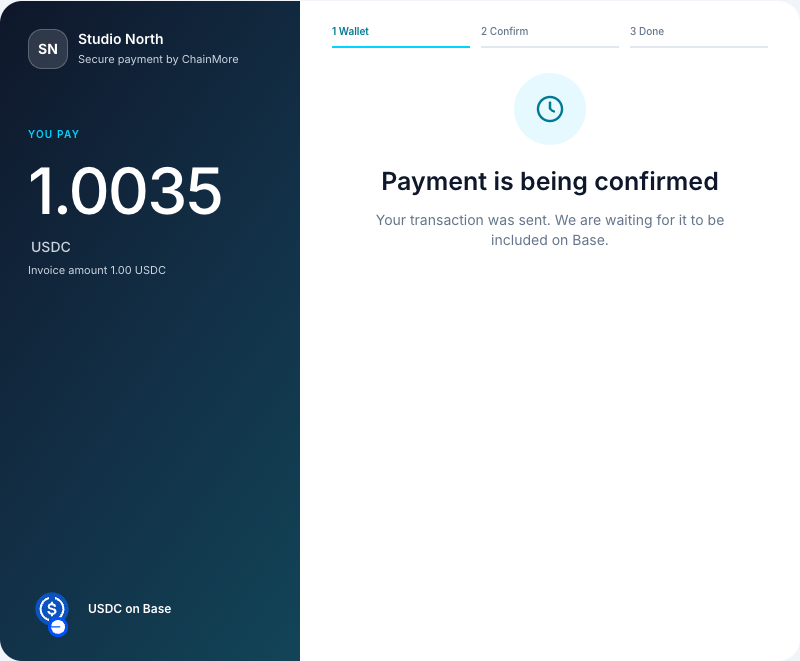 SN
Studio North
Secure payment by ChainMore
YOU PAY
1.0035
USDC
Invoice amount 1.00 USDC
USDC on Base
1 Wallet
2 Confirm
3 Done
Payment is being confirmed
Your transaction was sent. We are waiting for it to be
included on Base.